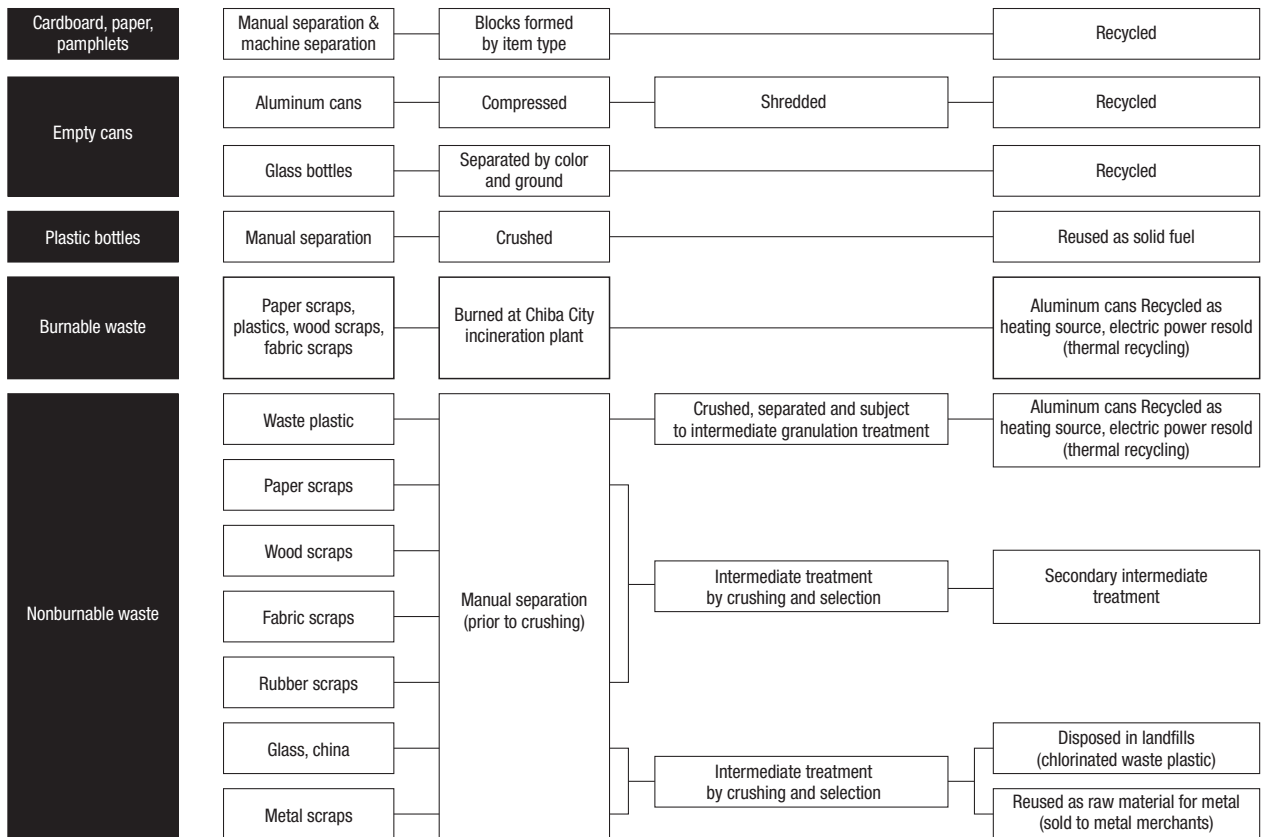 Cardboard, paper,
pamphlets
Manual separation &
machine separation
Blocks formed
by item type
Recycled
Empty cans
Aluminum cans
Compressed
Shredded
Recycled
Glass bottles
Separated by color
and ground
Recycled
Plastic bottles
Manual separation
Crushed
Reused as solid fuel
Burnable waste
Paper scraps,
plastics, wood scraps,
fabric scraps
Burned at Chiba City
incineration plant
Aluminum cans Recycled as
heating source, electric power resold
(thermal recycling)
Nonburnable waste
Waste plastic
Paper scraps
Wood scraps
Fabric scraps
Rubber scraps
Glass, china
Metal scraps
Manual separation
(prior to crushing)
Crushed, separated and subject
to intermediate granulation treatment
Aluminum cans Recycled as
heating source, electric power resold
(thermal recycling)
Intermediate treatment
by crushing and selection
Secondary intermediate
treatment
Intermediate treatment
by crushing and selection
Disposed in landfills
(chlorinated waste plastic)
Reused as raw material for metal
(sold to metal merchants)